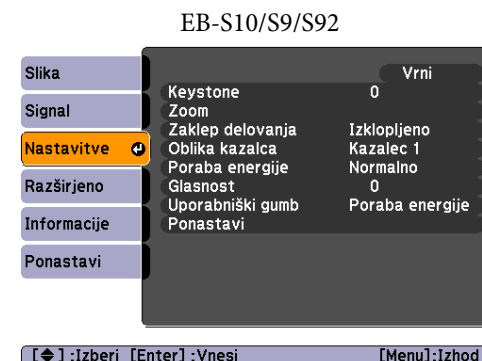 EB-S10/S9/S92
Slika
Signal
Nastavitve
Razširjeno
Informacije
Ponastavi
Vrni
Keystone 0
Zoom
Zaklep delovanja Izklopljeno
Oblika kazalca Kazalec 1
Poraba energije Normalno
Glasnost 0
Uporabniški gumb Poraba energije
Ponastavi
[◆] :Izberi [Enter] :Vnesi [Menu]:Izhod